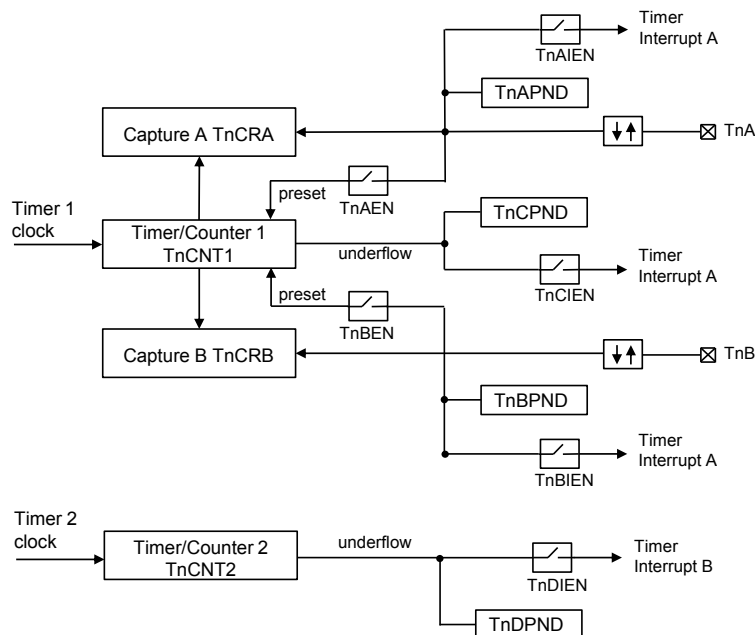 Timer
Interrupt A
TnAIEN
TnAPND
Capture A TnCRA
TnA
preset
TnAEN
Timer 1
clock
Timer/Counter 1
TnCNT1
underflow
TnCPND
Timer
Interrupt A
TnCIEN
preset
TnBEN
Capture B TnCRB
TnB
TnBPND
Timer
Interrupt A
TnBIEN
Timer 2
clock
Timer/Counter 2
TnCNT2
underflow
Timer
Interrupt B
TnDIEN
TnDPND